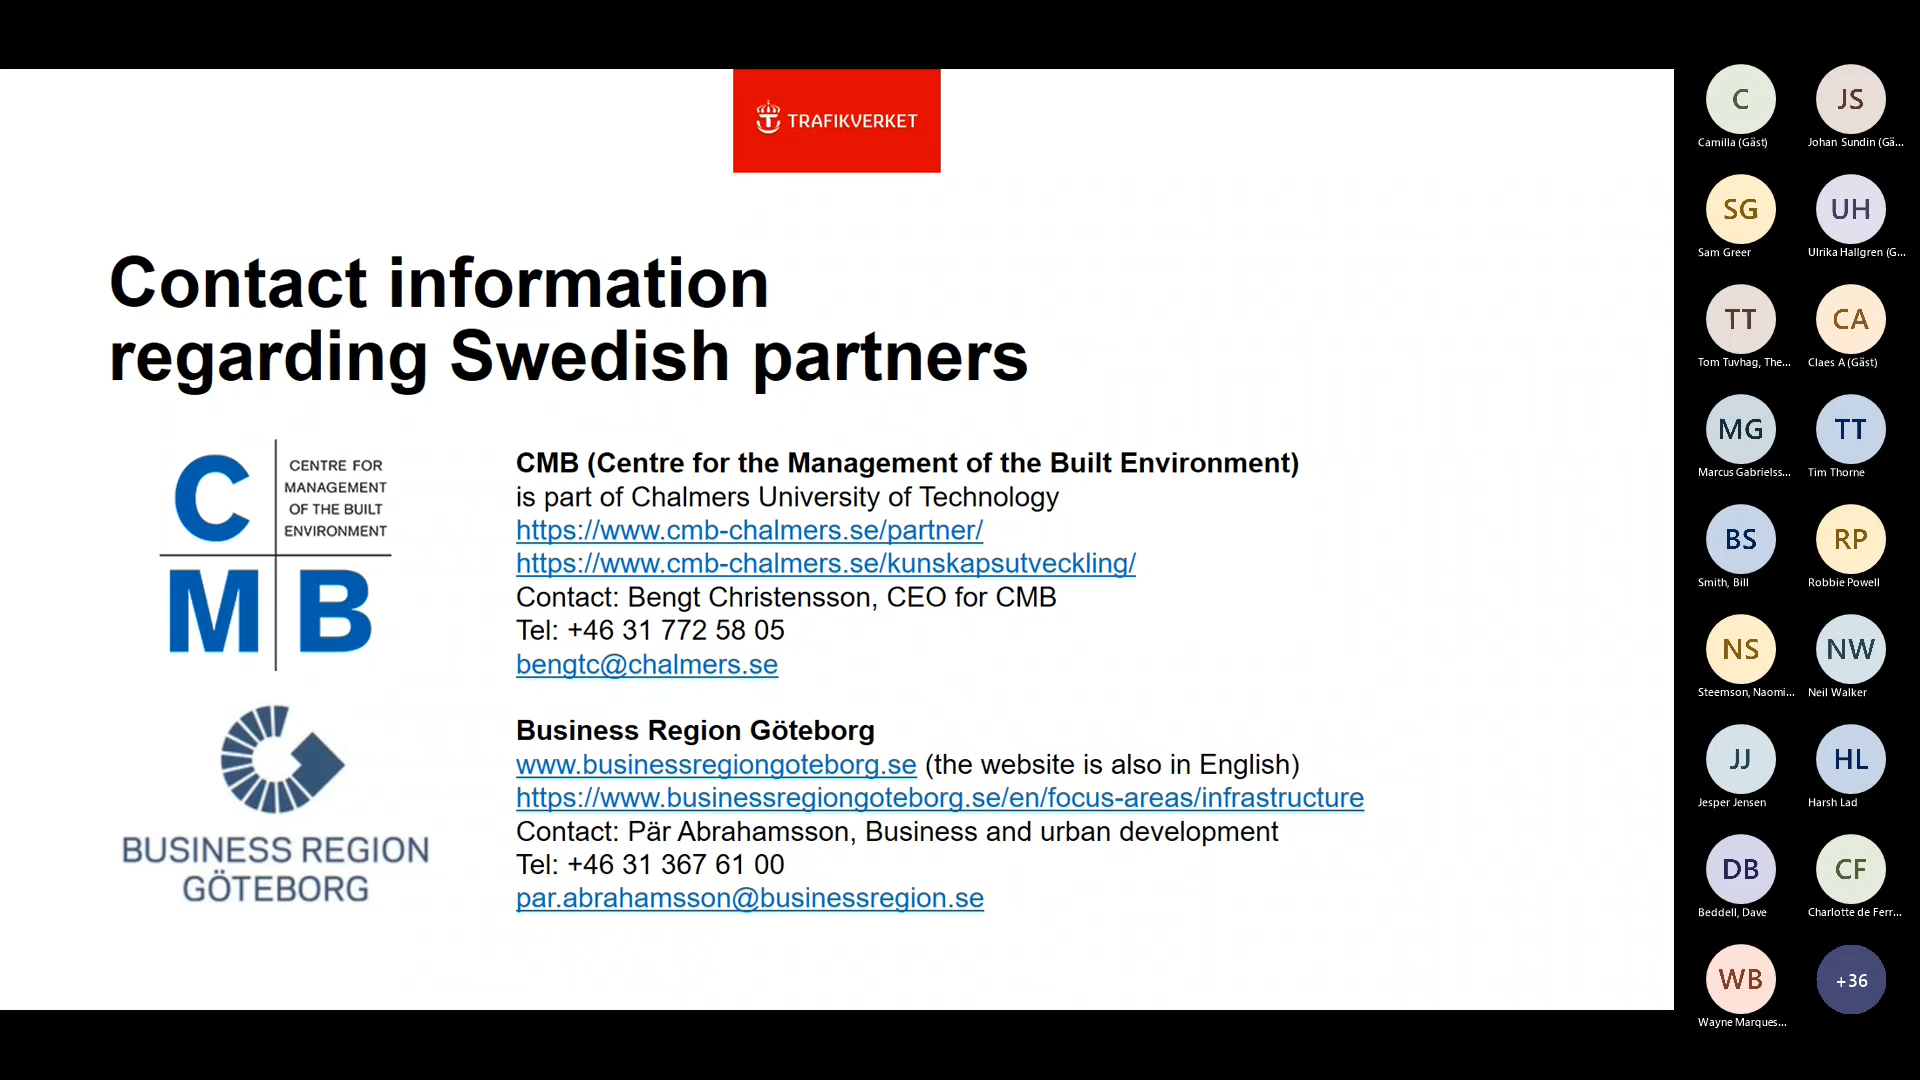 TRAFIKVERKET
Contact information
regarding Swedish partners
C
CENTRE FOR
MANAGEMENT
OF THE BUILT
ENVIRONMENT
M B
CMB (Centre for the Management of the Built Environment)
is part of Chalmers University of Technology
https://www.cmb-chalmers.se/partner/
https://www.cmb-chalmers.se/kunskapsutveckling/
Contact: Bengt Christensson, CEO for CMB
Tel: +46 31 772 58 05
bengtc@chalmers.se
BUSINESS REGION
GÖTEBORG
Business Region Göteborg
www.businessregiongoteborg.se (the website is also in English)
https://www.businessregiongoteborg.se/en/focus-areas/infrastructure
Contact: Pär Abrahamsson, Business and urban development
Tel: +46 31 367 61 00
par.abrahamsson@businessregion.se
C JS
Camilla (Gäst) Johan Sundin (Gä...
SG UH
Sam Greer Ulrika Hallgren (G...
TT CA
Tom Tuvhag, The... Claes A (Gäst)
MG TT
Marcus Gabrielss... Tim Thorne
BS RP
Smith, Bill Robbie Powell
NS NW
Steemson, Naomi... Neil Walker
JJ HL
Jesper Jensen Harsh Lad
DB CF
Beddell, Dave Charlotte de Ferr...
WB +36
Wayne Marques...